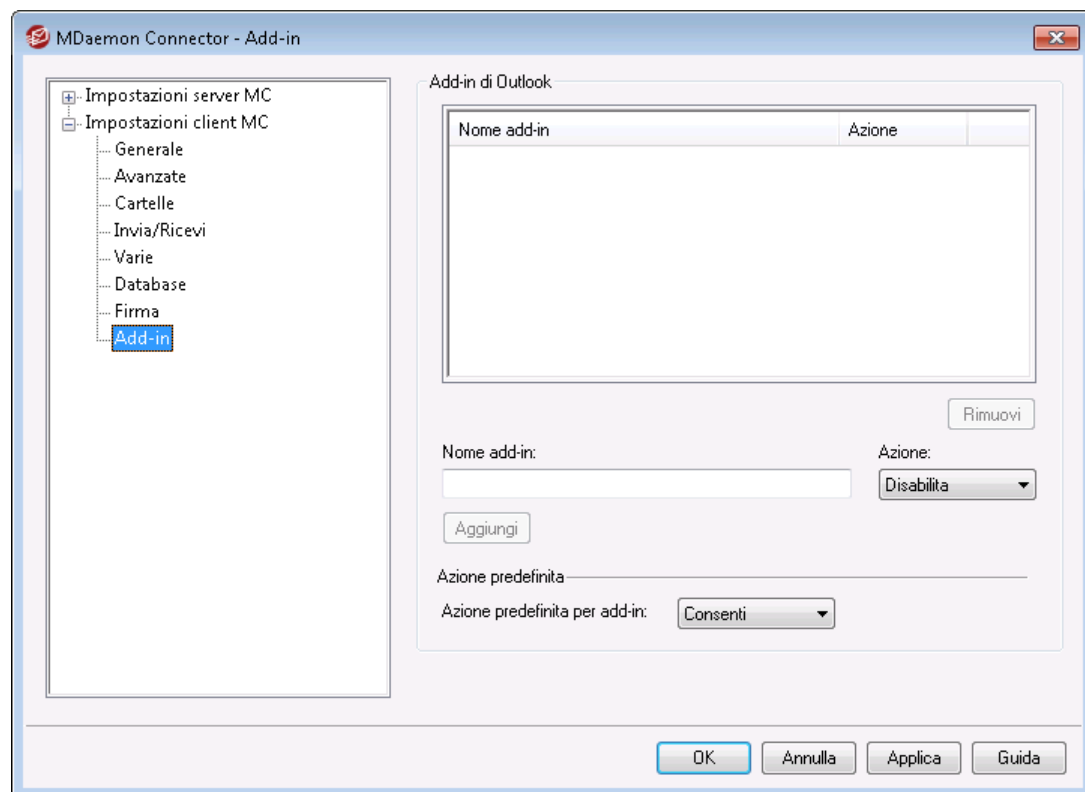 MDaemon Connector - Add-in
Impostazioni server MC
Impostazioni client MC
Generale
Avanzate
Cartelle
Invia/Ricevi
Varie
Database
Firma
Add-in
Add-in di Outlook
Nome add-in Azione
Rimuovi
Nome add-in: Azione:
Disabilita
Aggiungi
Azione predefinita
Azione predefinita per add-in: Consenti
OK Annulla Applica Guida